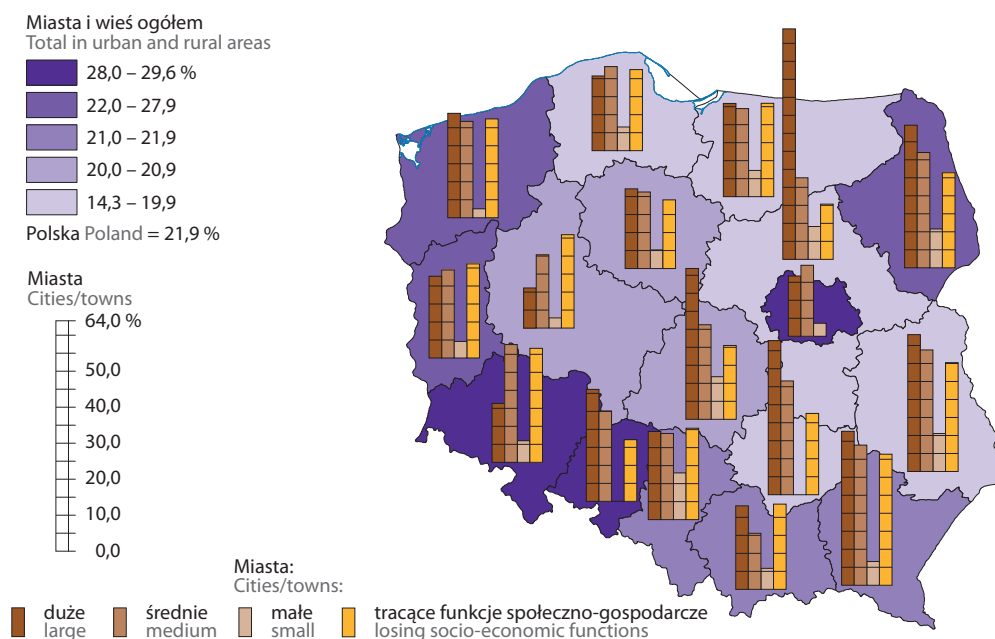 Miasta i wieś ogółem
Total in urban and rural areas
28,0 – 29,6 %
22,0 – 27,9
21,0 – 21,9
20,0 – 20,9
14,3 – 19,9
Polska Poland = 21,9 %
Miasta
Cities/towns
64,0 %
50,0
40,0
30,0
20,0
10,0
0,0
Miasta:
Cities/towns:
duże średnie małe tracące funkcje społeczno-gospodarcze
large medium small losing socio-economic functions